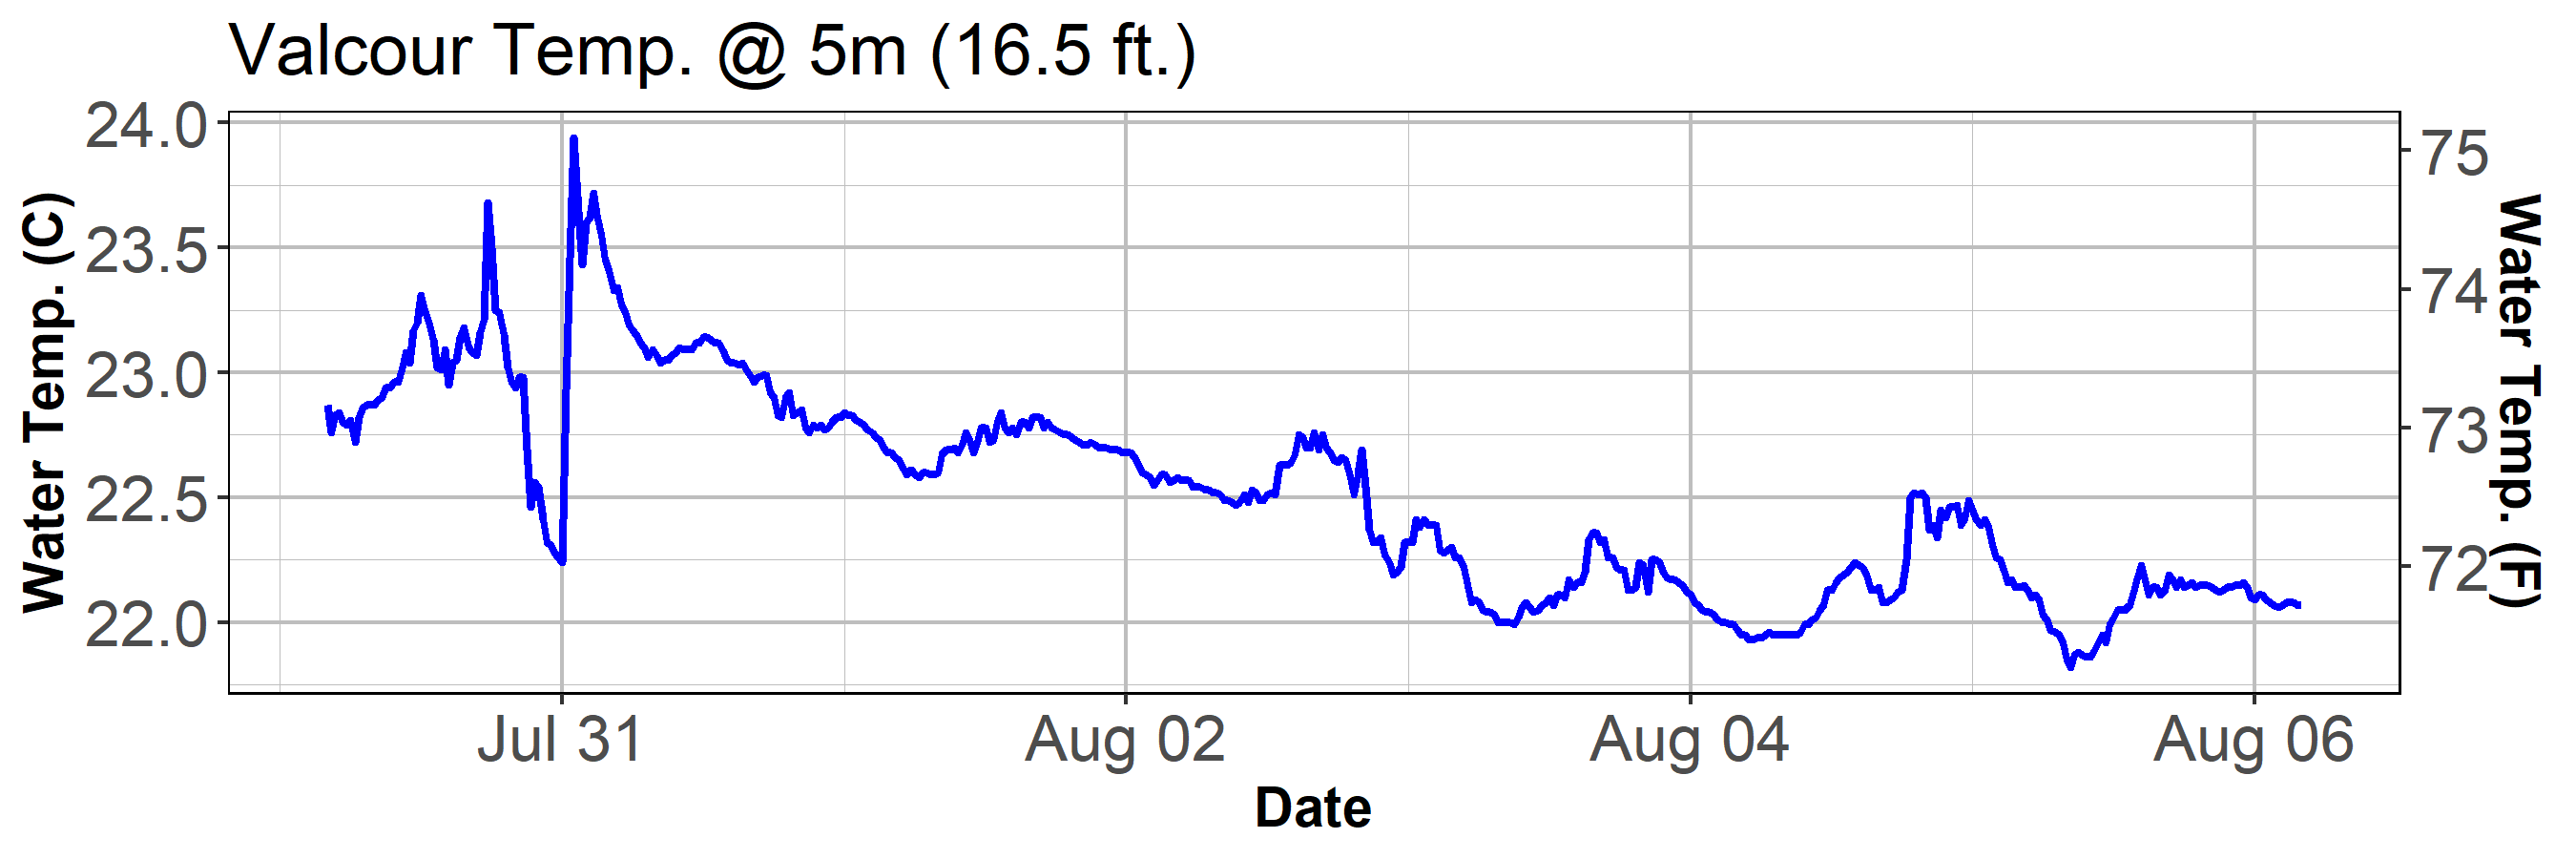 Valcour Temp. @ 5m (16.5 ft.)
Water Temp. (C)
24.0
23.5
23.0
22.5
22.0
75
74
73
72
Water Temp. (F)
Jul 31
Aug 02
Aug 04
Aug 06
Date